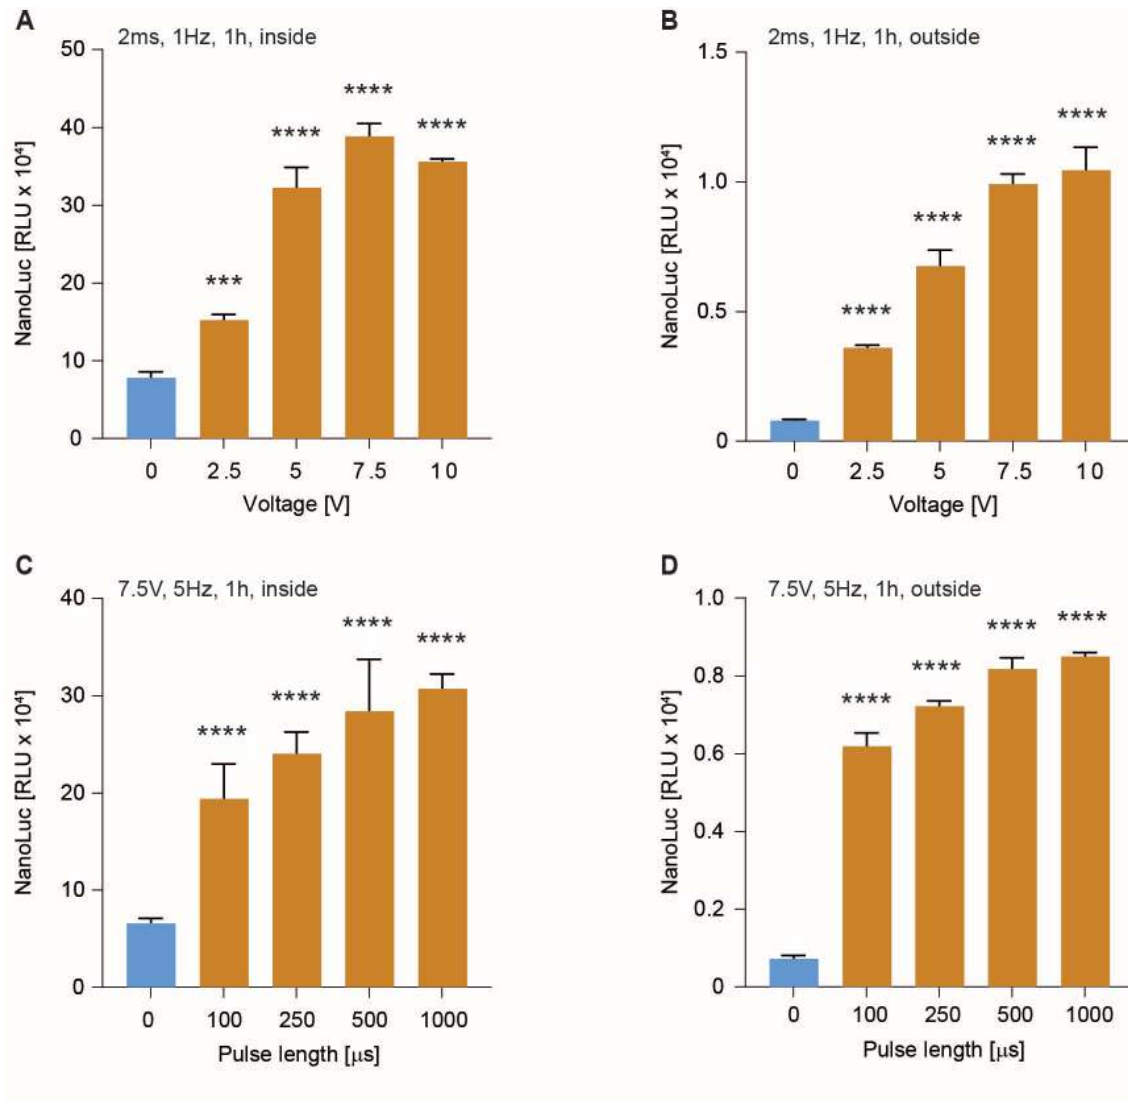 A
2ms, 1Hz, 1h, inside
NanoLuc [RLU x 10⁴]
50
40
30
20
10
0
***
****
****
****
0 2.5 5 7.5 10
Voltage [V]
B
2ms, 1Hz, 1h, outside
NanoLuc [RLU x 10⁴]
1.5
1.0
0.5
0
****
****
****
****
0 2.5 5 7.5 10
Voltage [V]
C
7.5V, 5Hz, 1h, inside
NanoLuc [RLU x 10⁴]
40
30
20
10
0
****
****
****
****
0 100 250 500 1000
Pulse length [μs]
D
7.5V, 5Hz, 1h, outside
NanoLuc [RLU x 10⁴]
1.0
0.8
0.6
0.4
0.2
0
****
****
****
****
0 100 250 500 1000
Pulse length [μs]